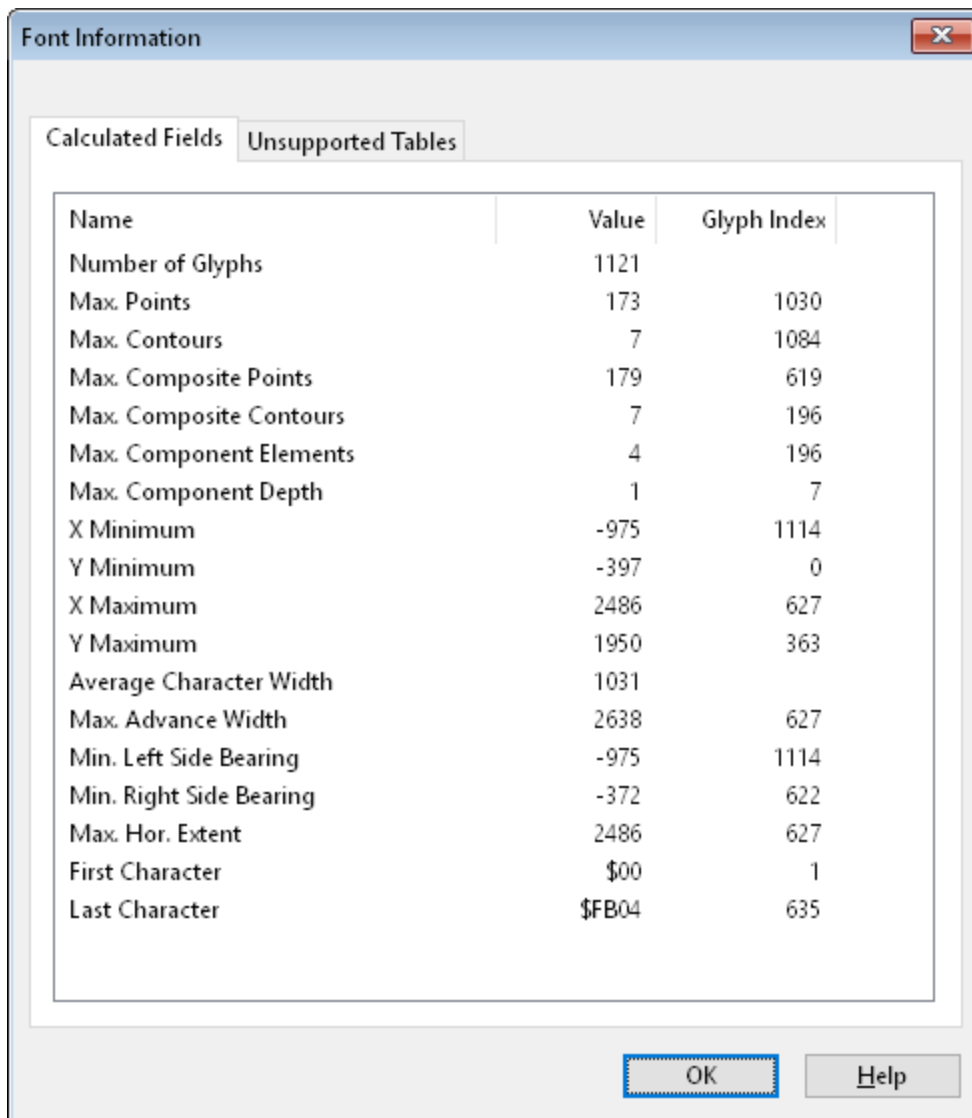 Font Information
Calculated Fields Unsupported Tables
Name Value Glyph Index
Number of Glyphs 1121
Max. Points 173 1030
Max. Contours 7 1084
Max. Composite Points 179 619
Max. Composite Contours 7 196
Max. Component Elements 4 196
Max. Component Depth 1 7
X Minimum -975 1114
Y Minimum -397 0
X Maximum 2486 627
Y Maximum 1950 363
Average Character Width 1031
Max. Advance Width 2638 627
Min. Left Side Bearing -975 1114
Min. Right Side Bearing -372 622
Max. Hor. Extent 2486 627
First Character $00 1
Last Character $FB04 635
OK Help